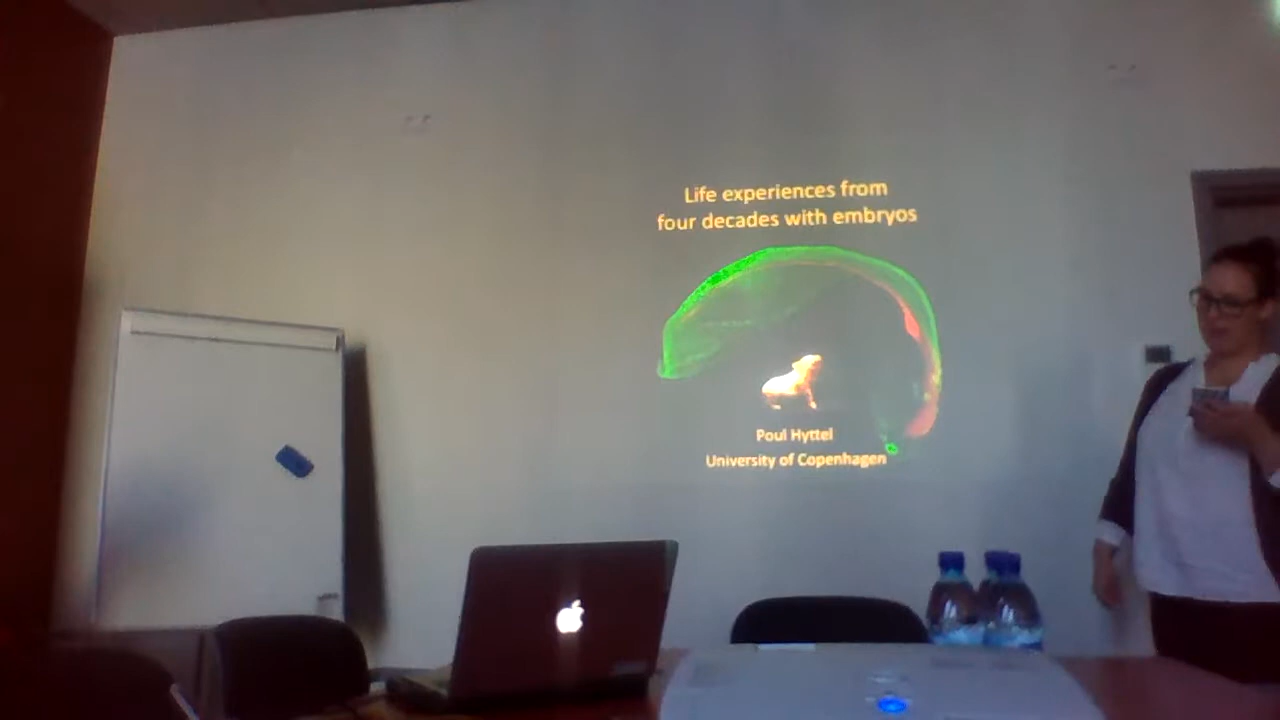 Life experiences from
four decades with embryos
Poul Hyttel
University of Copenhagen